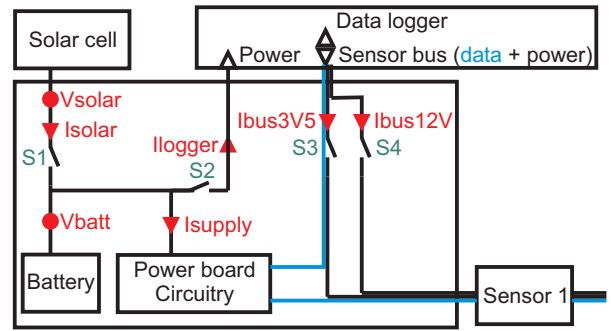 Data logger
Solar cell
Power
Sensor bus (data + power)
Vsolar
Isolar
Ilogger
Ibus3V5
Ibus12V
S1
S2
S3
S4
Vbatt
Isupply
Battery
Power board
Circuitry
Sensor 1